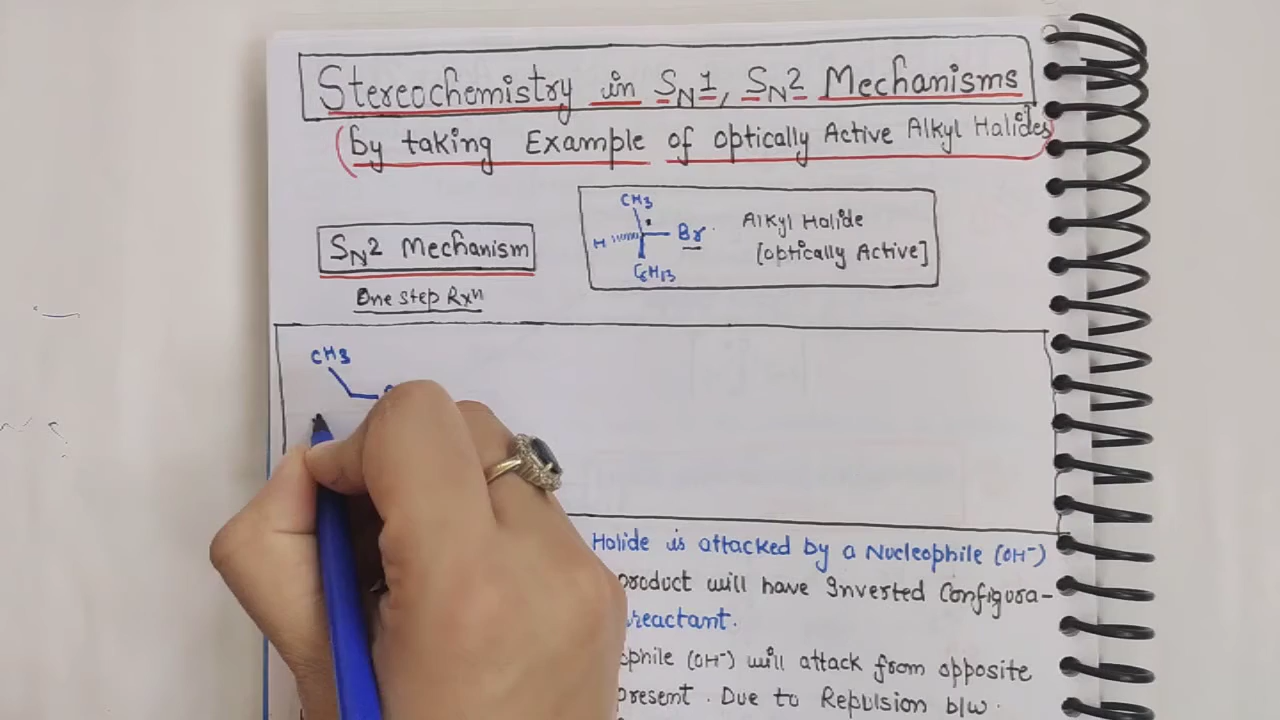 Stereochemistry in SN1, SN2 Mechanisms
(by taking Example of optically Active Alkyl Halides)
CH3
H Br
C6H13
Alkyl Halide
[optically Active]
SN2 Mechanism
One step Rxn
CH3
Halide is attacked by a Nucleophile (OH-)
product will have Inverted Configura-
reactant.
ophile (OH-) will attack from opposite
present. Due to Repulsion b/w.